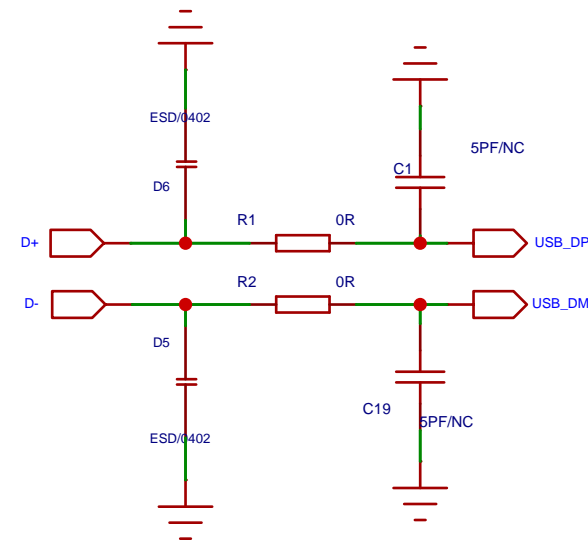 ESD/0402
5PF/NC
C1
D6
R1
0R
D+
USB_DP
R2
0R
D-
USB_DM
D5
C19
5PF/NC
ESD/0402